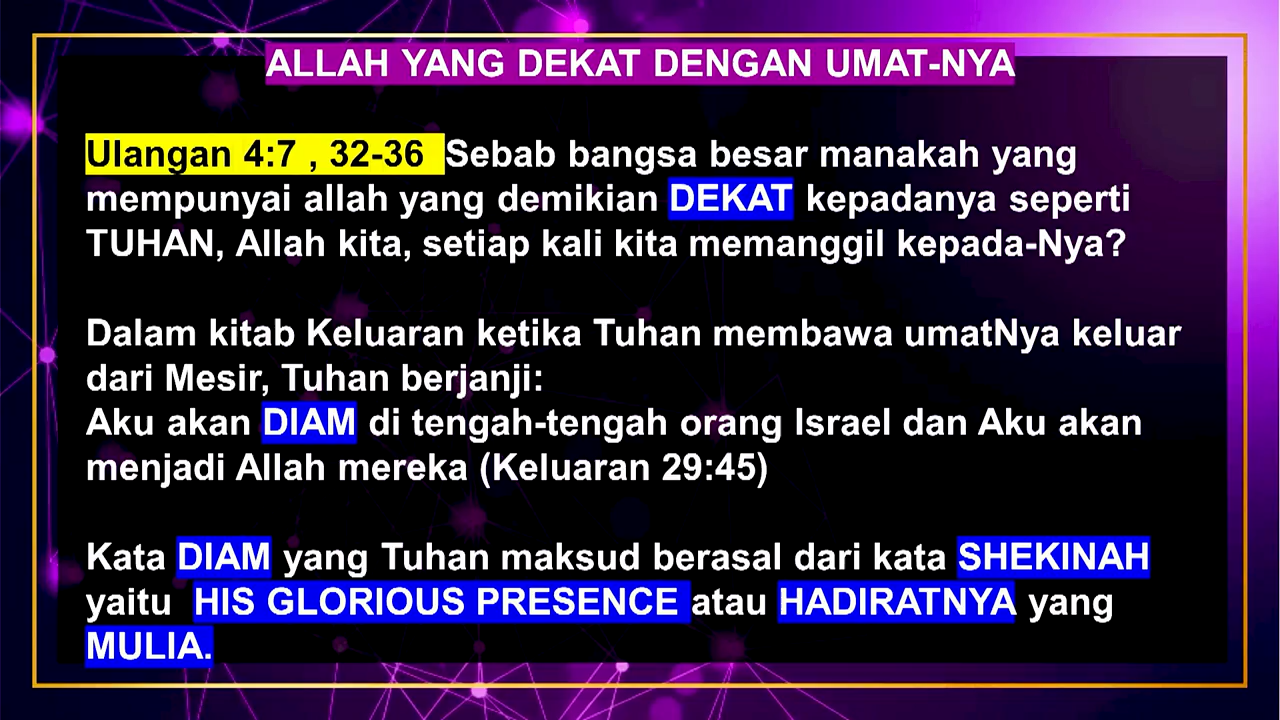 ALLAH YANG DEKAT DENGAN UMAT-NYA
Ulangan 4:7 , 32-36 Sebab bangsa besar manakah yang
mempunyai allah yang demikian DEKAT kepadanya seperti
TUHAN, Allah kita, setiap kali kita memanggil kepada-Nya?
Dalam kitab Keluaran ketika Tuhan membawa umatNya keluar
dari Mesir, Tuhan berjanji:
Aku akan DIAM di tengah-tengah orang Israel dan Aku akan
menjadi Allah mereka (Keluaran 29:45)
Kata DIAM yang Tuhan maksud berasal dari kata SHEKINAH
yaitu HIS GLORIOUS PRESENCE atau HADIRATNYA yang
MULIA.